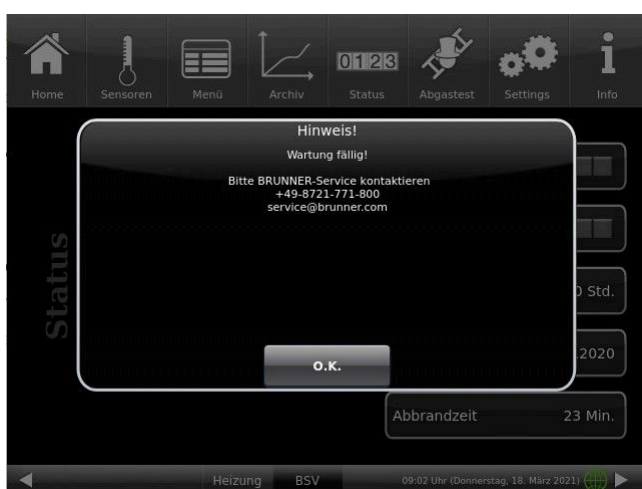 Home Sensoren Menü Archiv 0123 Status Abgastest Settings Info
Hinweis!
Wartung fällig!
Bitte BRUNNER-Service kontaktieren
+49-8721-771-800
service@brunner.com
Status
Std.
.2020
O.K.
Abbrandzeit 23 Min.
Heizung BSV 09:02 Uhr (Donnerstag, 18. März 2021)